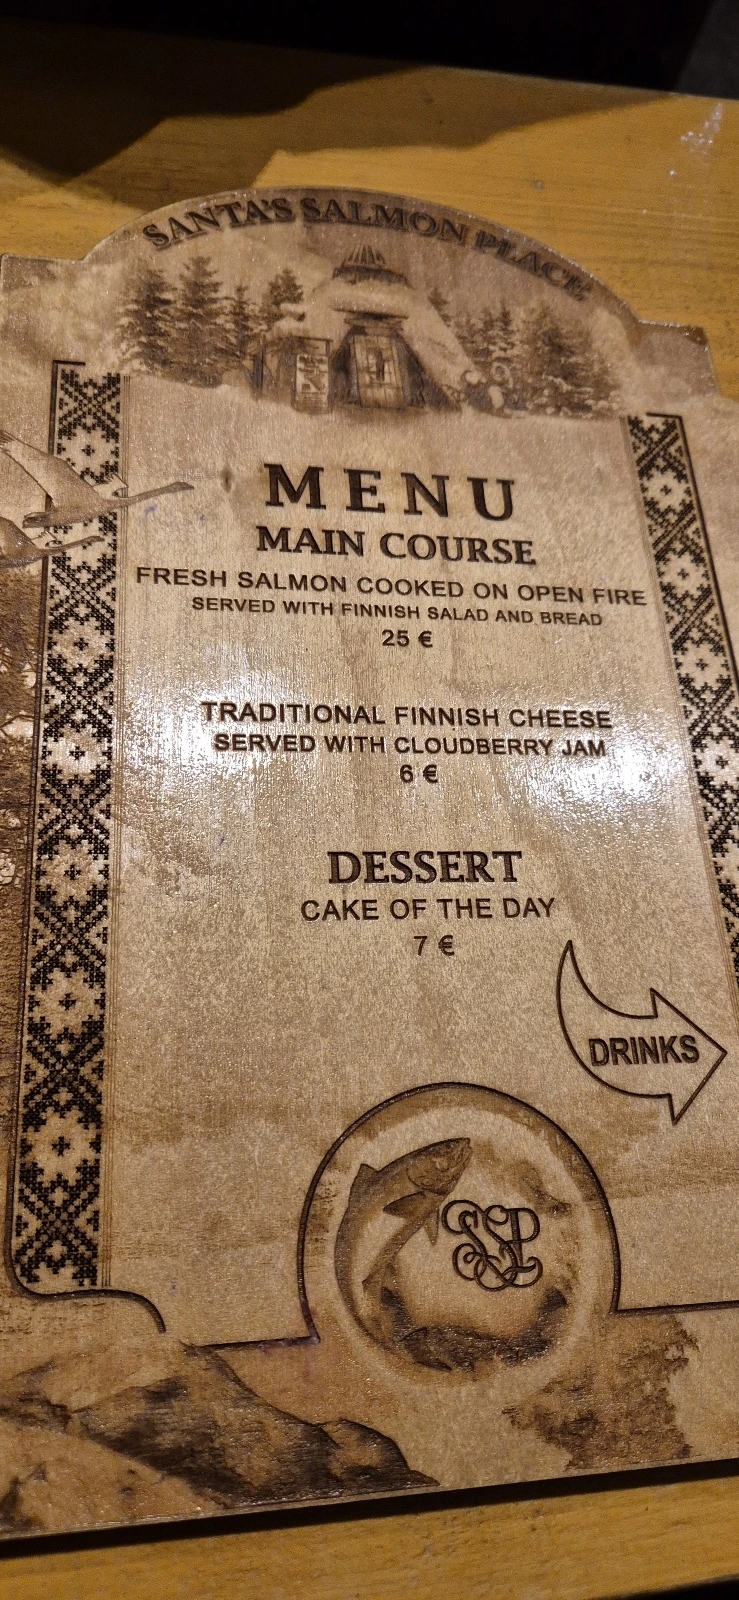 SANTA'S SALMON PLACE
MENU
MAIN COURSE
FRESH SALMON COOKED ON OPEN FIRE
SERVED WITH FINNISH SALAD AND BREAD
25 €
TRADITIONAL FINNISH CHEESE
SERVED WITH CLOUDBERRY JAM
6 €
DESSERT
CAKE OF THE DAY
7 €
DRINKS
SSP